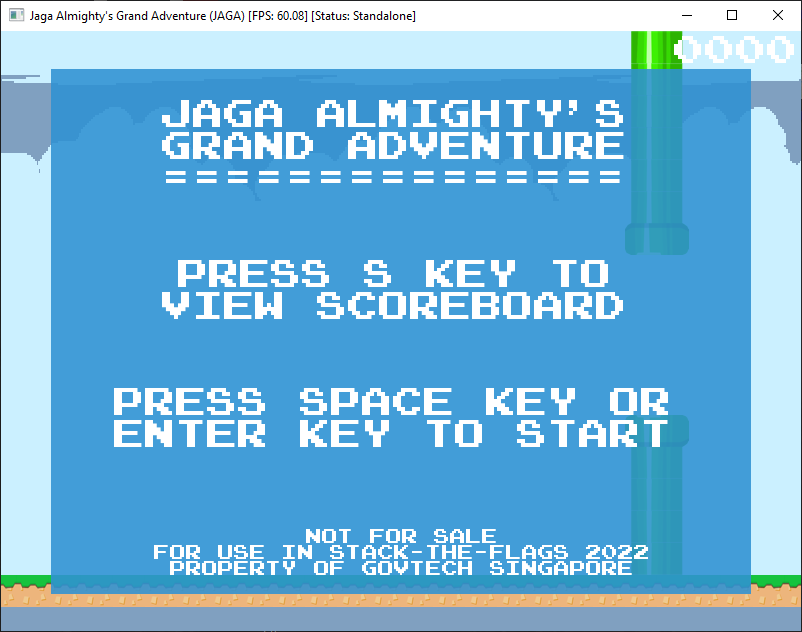 Jaga Almighty's Grand Adventure (JAGA) [FPS: 60.08] [Status: Standalone]
0000
JAGA ALMIGHTY'S
GRAND ADVENTURE
===============
PRESS S KEY TO
VIEW SCOREBOARD
PRESS SPACE KEY OR
ENTER KEY TO START
NOT FOR SALE
FOR USE IN STACK-THE-FLAGS 2022
PROPERTY OF GOVTECH SINGAPORE